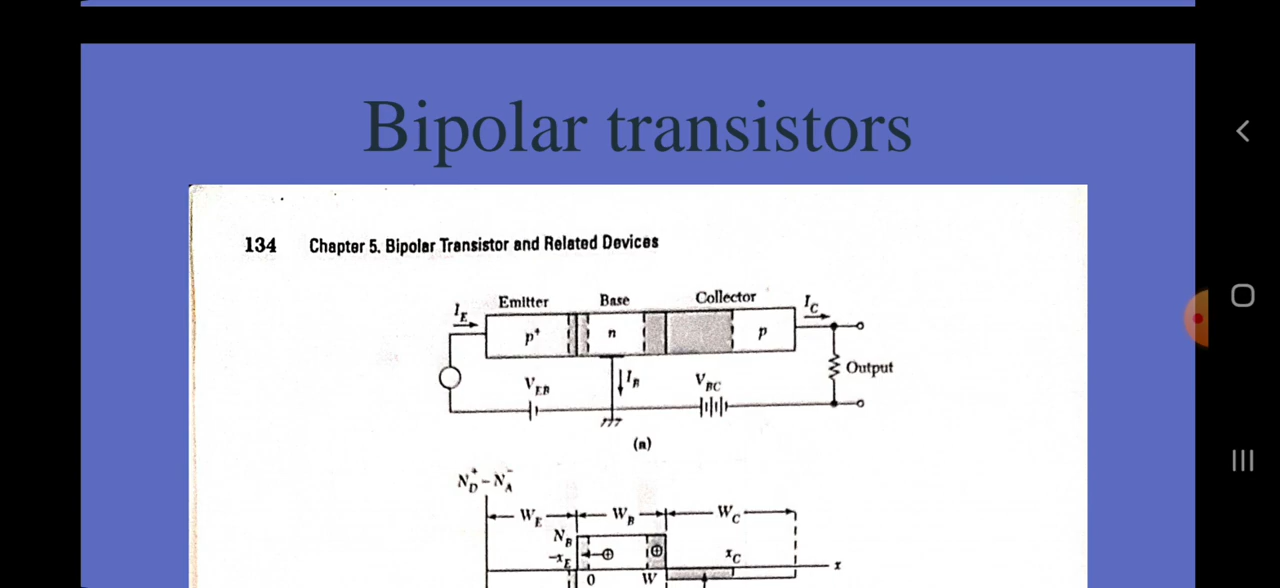 Bipolar transistors
134 Chapter 5. Bipolar Transistor and Related Devices
Emitter Base Collector
I_E I_C
p+ n p
Output
V_EB I_B V_BC
(a)
N_D^+ - N_A^-
W_E W_B W_C
N_B
-x_E x_C
x
0 W